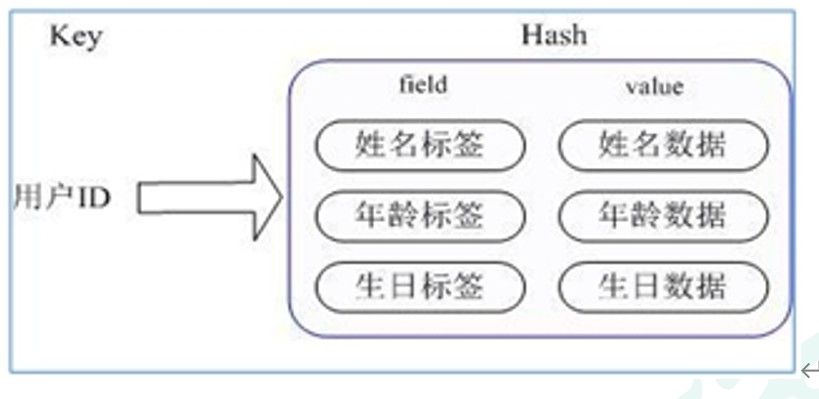 Key Hash
field value
姓名标签 姓名数据
用户ID
年龄标签 年龄数据
生日标签 生日数据